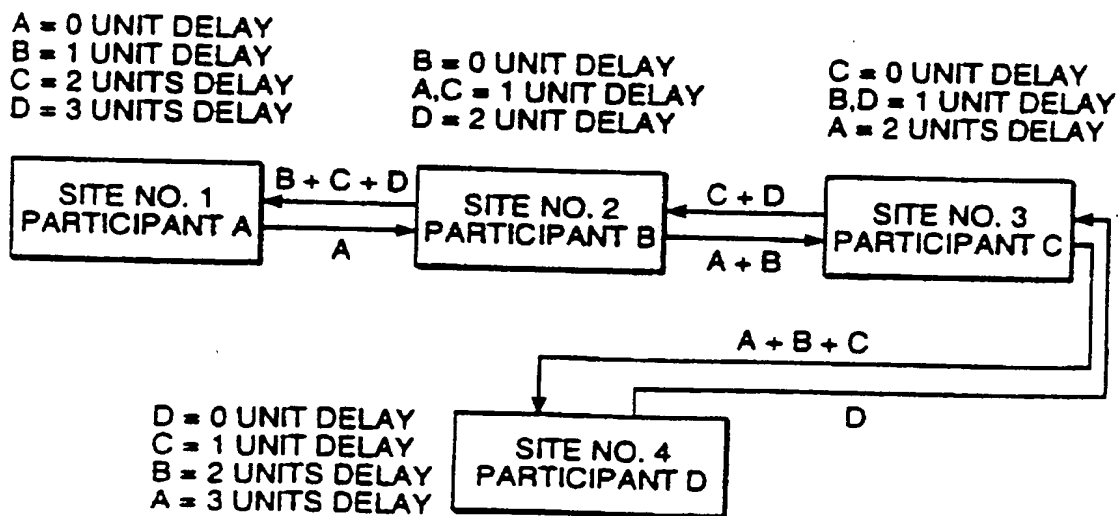 A = 0 UNIT DELAY
B = 1 UNIT DELAY
C = 2 UNITS DELAY
D = 3 UNITS DELAY
B = 0 UNIT DELAY
A,C = 1 UNIT DELAY
D = 2 UNIT DELAY
C = 0 UNIT DELAY
B,D = 1 UNIT DELAY
A = 2 UNITS DELAY
SITE NO. 1
PARTICIPANT A
B + C + D
A
SITE NO. 2
PARTICIPANT B
C + D
A + B
SITE NO. 3
PARTICIPANT C
A + B + C
D
D = 0 UNIT DELAY
C = 1 UNIT DELAY
B = 2 UNITS DELAY
A = 3 UNITS DELAY
SITE NO. 4
PARTICIPANT D